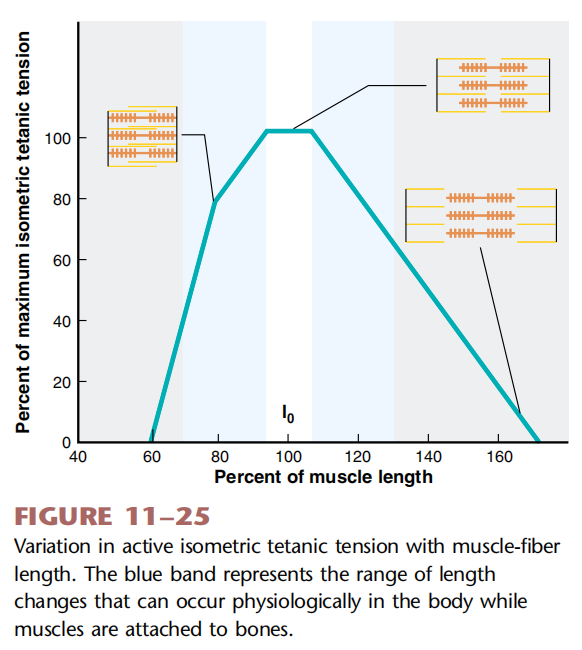 Percent of maximum isometric tetanic tension
100
80
60
40
20
0
l0
40 60 80 100 120 140 160
Percent of muscle length
FIGURE 11–25
Variation in active isometric tetanic tension with muscle-fiber
length. The blue band represents the range of length
changes that can occur physiologically in the body while
muscles are attached to bones.